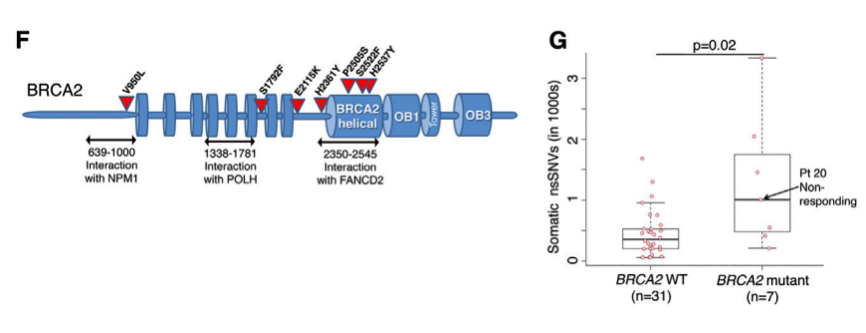 F
BRCA2
V950L
S1792F
E2115K
H2361Y
P2505S
S2522F
H2537Y
BRCA2
helical
OB1
Tower
OB3
639-1000
Interaction
with NPM1
1338-1781
Interaction
with POLH
2350-2545
Interaction
with FANCD2
G
p=0.02
Somatic nsSNVs (in 1000s)
3
2
1
0
Pt 20
Non-
responding
BRCA2 WT
(n=31)
BRCA2 mutant
(n=7)